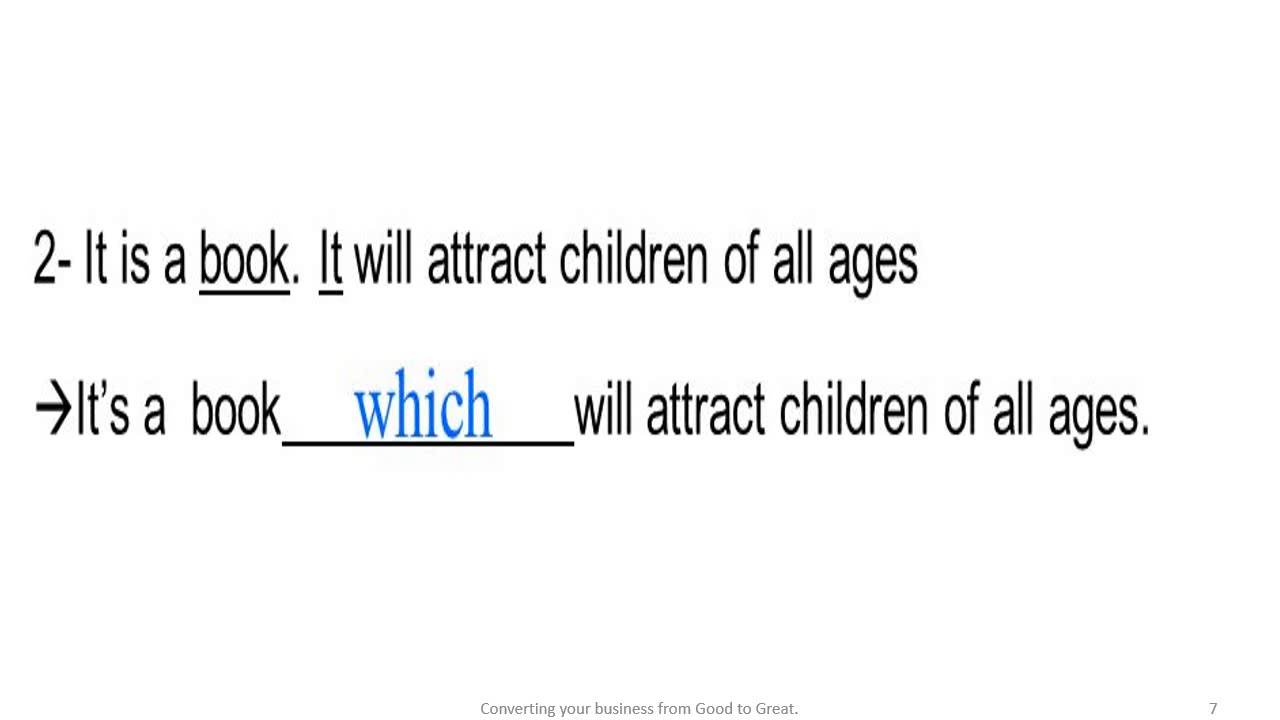 2- It is a book. It will attract children of all ages
→It’s a book which will attract children of all ages.
Converting your business from Good to Great.
7